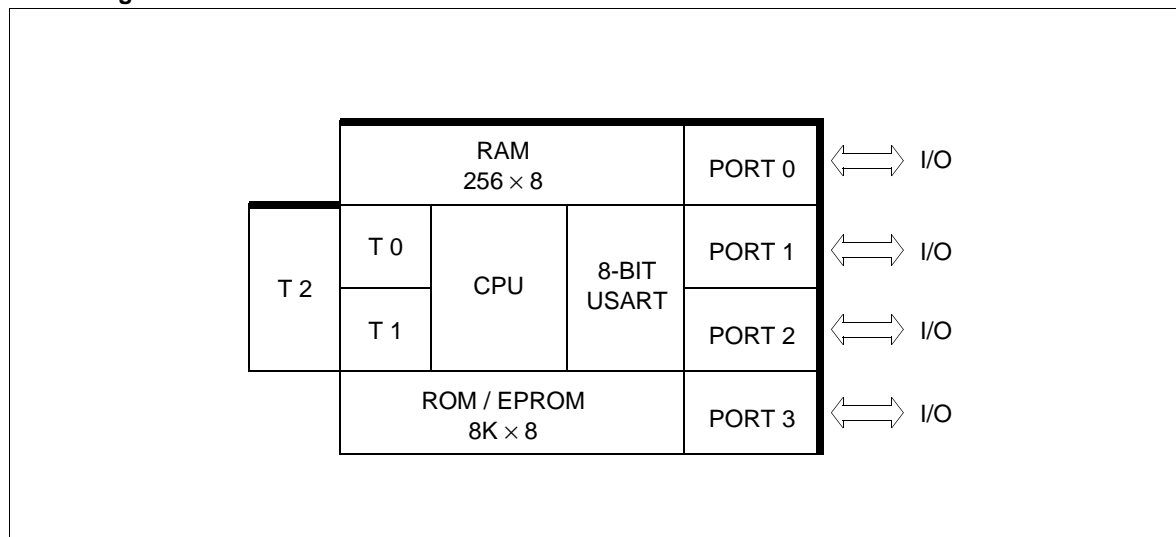 RAM
256 × 8
PORT 0
I/O
T 2
T 0
CPU
8-BIT
USART
PORT 1
I/O
T 1
PORT 2
I/O
ROM / EPROM
8K × 8
PORT 3
I/O